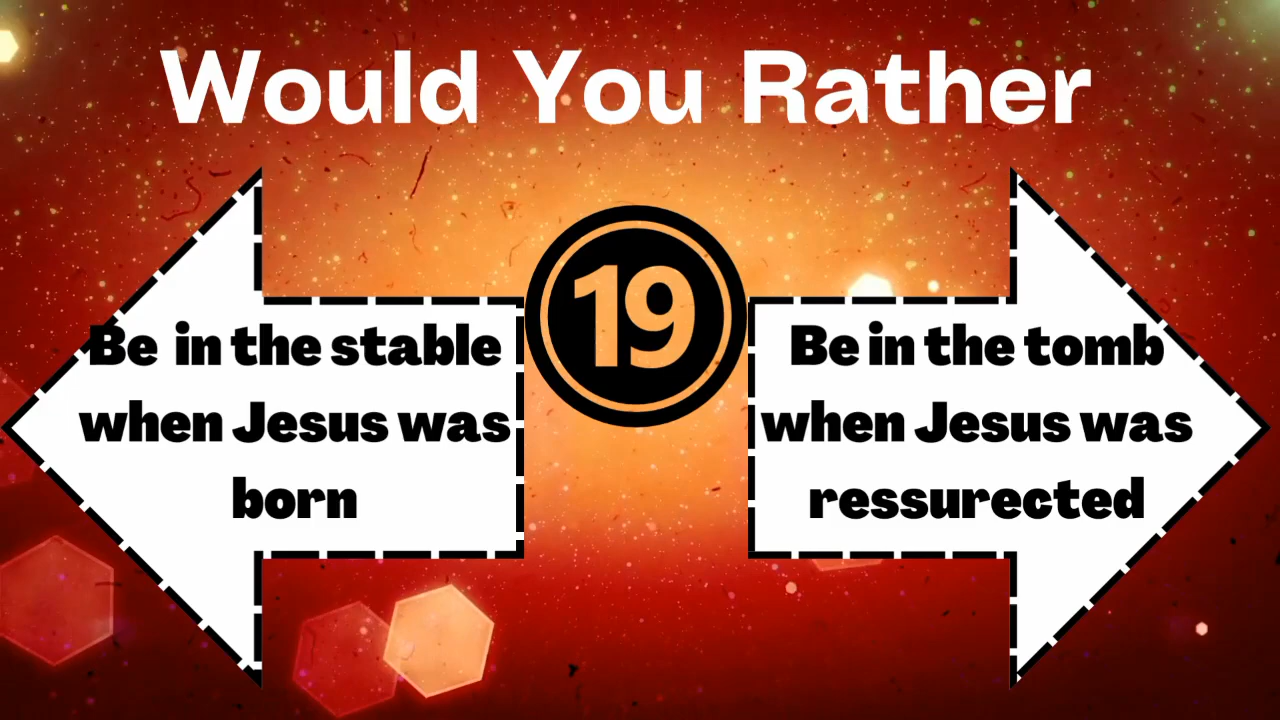 Would You Rather
19
Be in the stable
when Jesus was
born
Be in the tomb
when Jesus was
ressurected